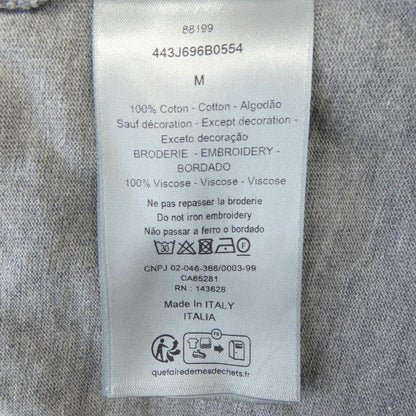 88199
443J696B0554
M
100% Coton - Cotton - Algodão
Sauf décoration - Except decoration -
Exceto decoração
BRODERIE - EMBROIDERY -
BORDADO
100% Viscose - Viscose - Viscose
Ne pas repasser la broderie
Do not iron embroidery
Não passar a ferro o bordado
30
F
CNPJ 02-046-366/0003-99
CA65281
RN : 143628
Made In ITALY
ITALIA
FR
quefairedemesdechets.fr